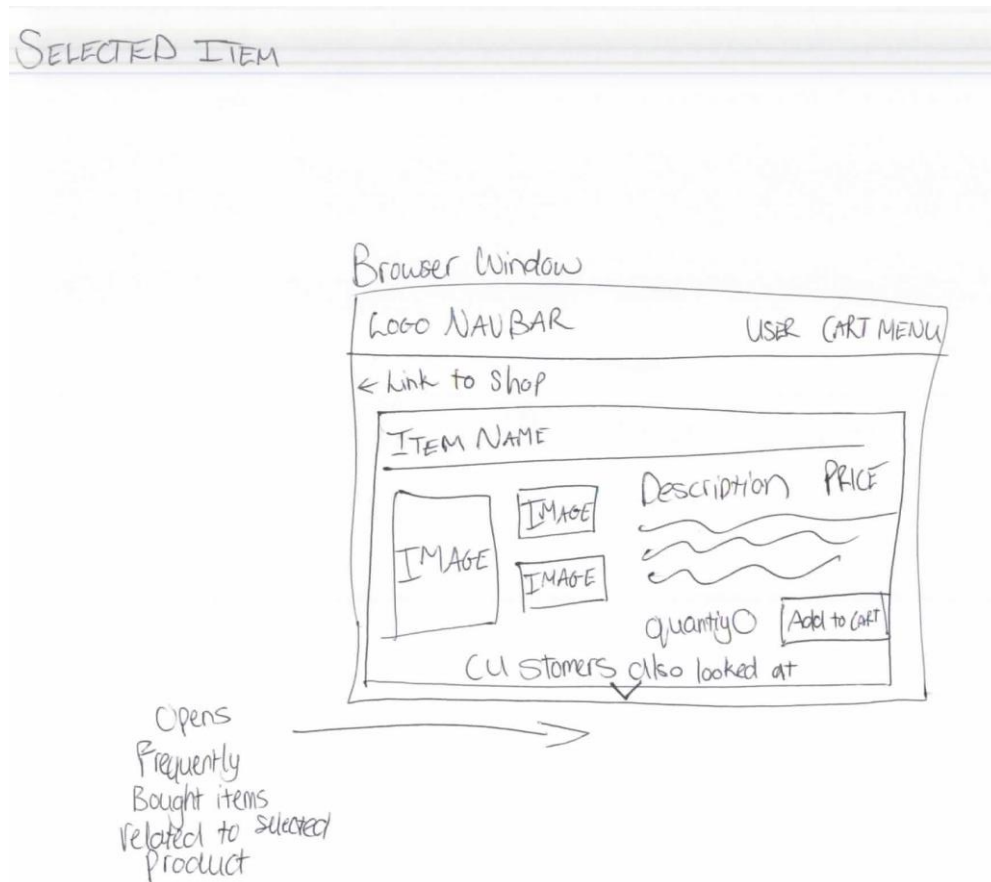 SELECTED ITEM
Browser Window
LOGO NAVBAR USER CART MENU
← Link to Shop
ITEM NAME
Description PRICE
IMAGE
IMAGE
IMAGE
quantiy Add to CART
CUstomers also looked at
Opens
Frequently
Bought items
related to selected
product